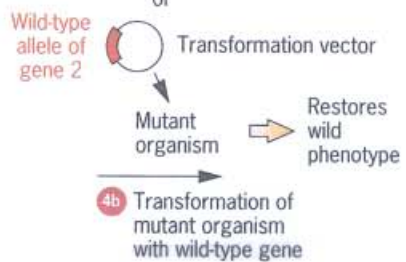 or
Wild-type
allele of
gene 2
Transformation vector
Mutant
organism
Restores
wild
phenotype
4b Transformation of
mutant organism
with wild-type gene